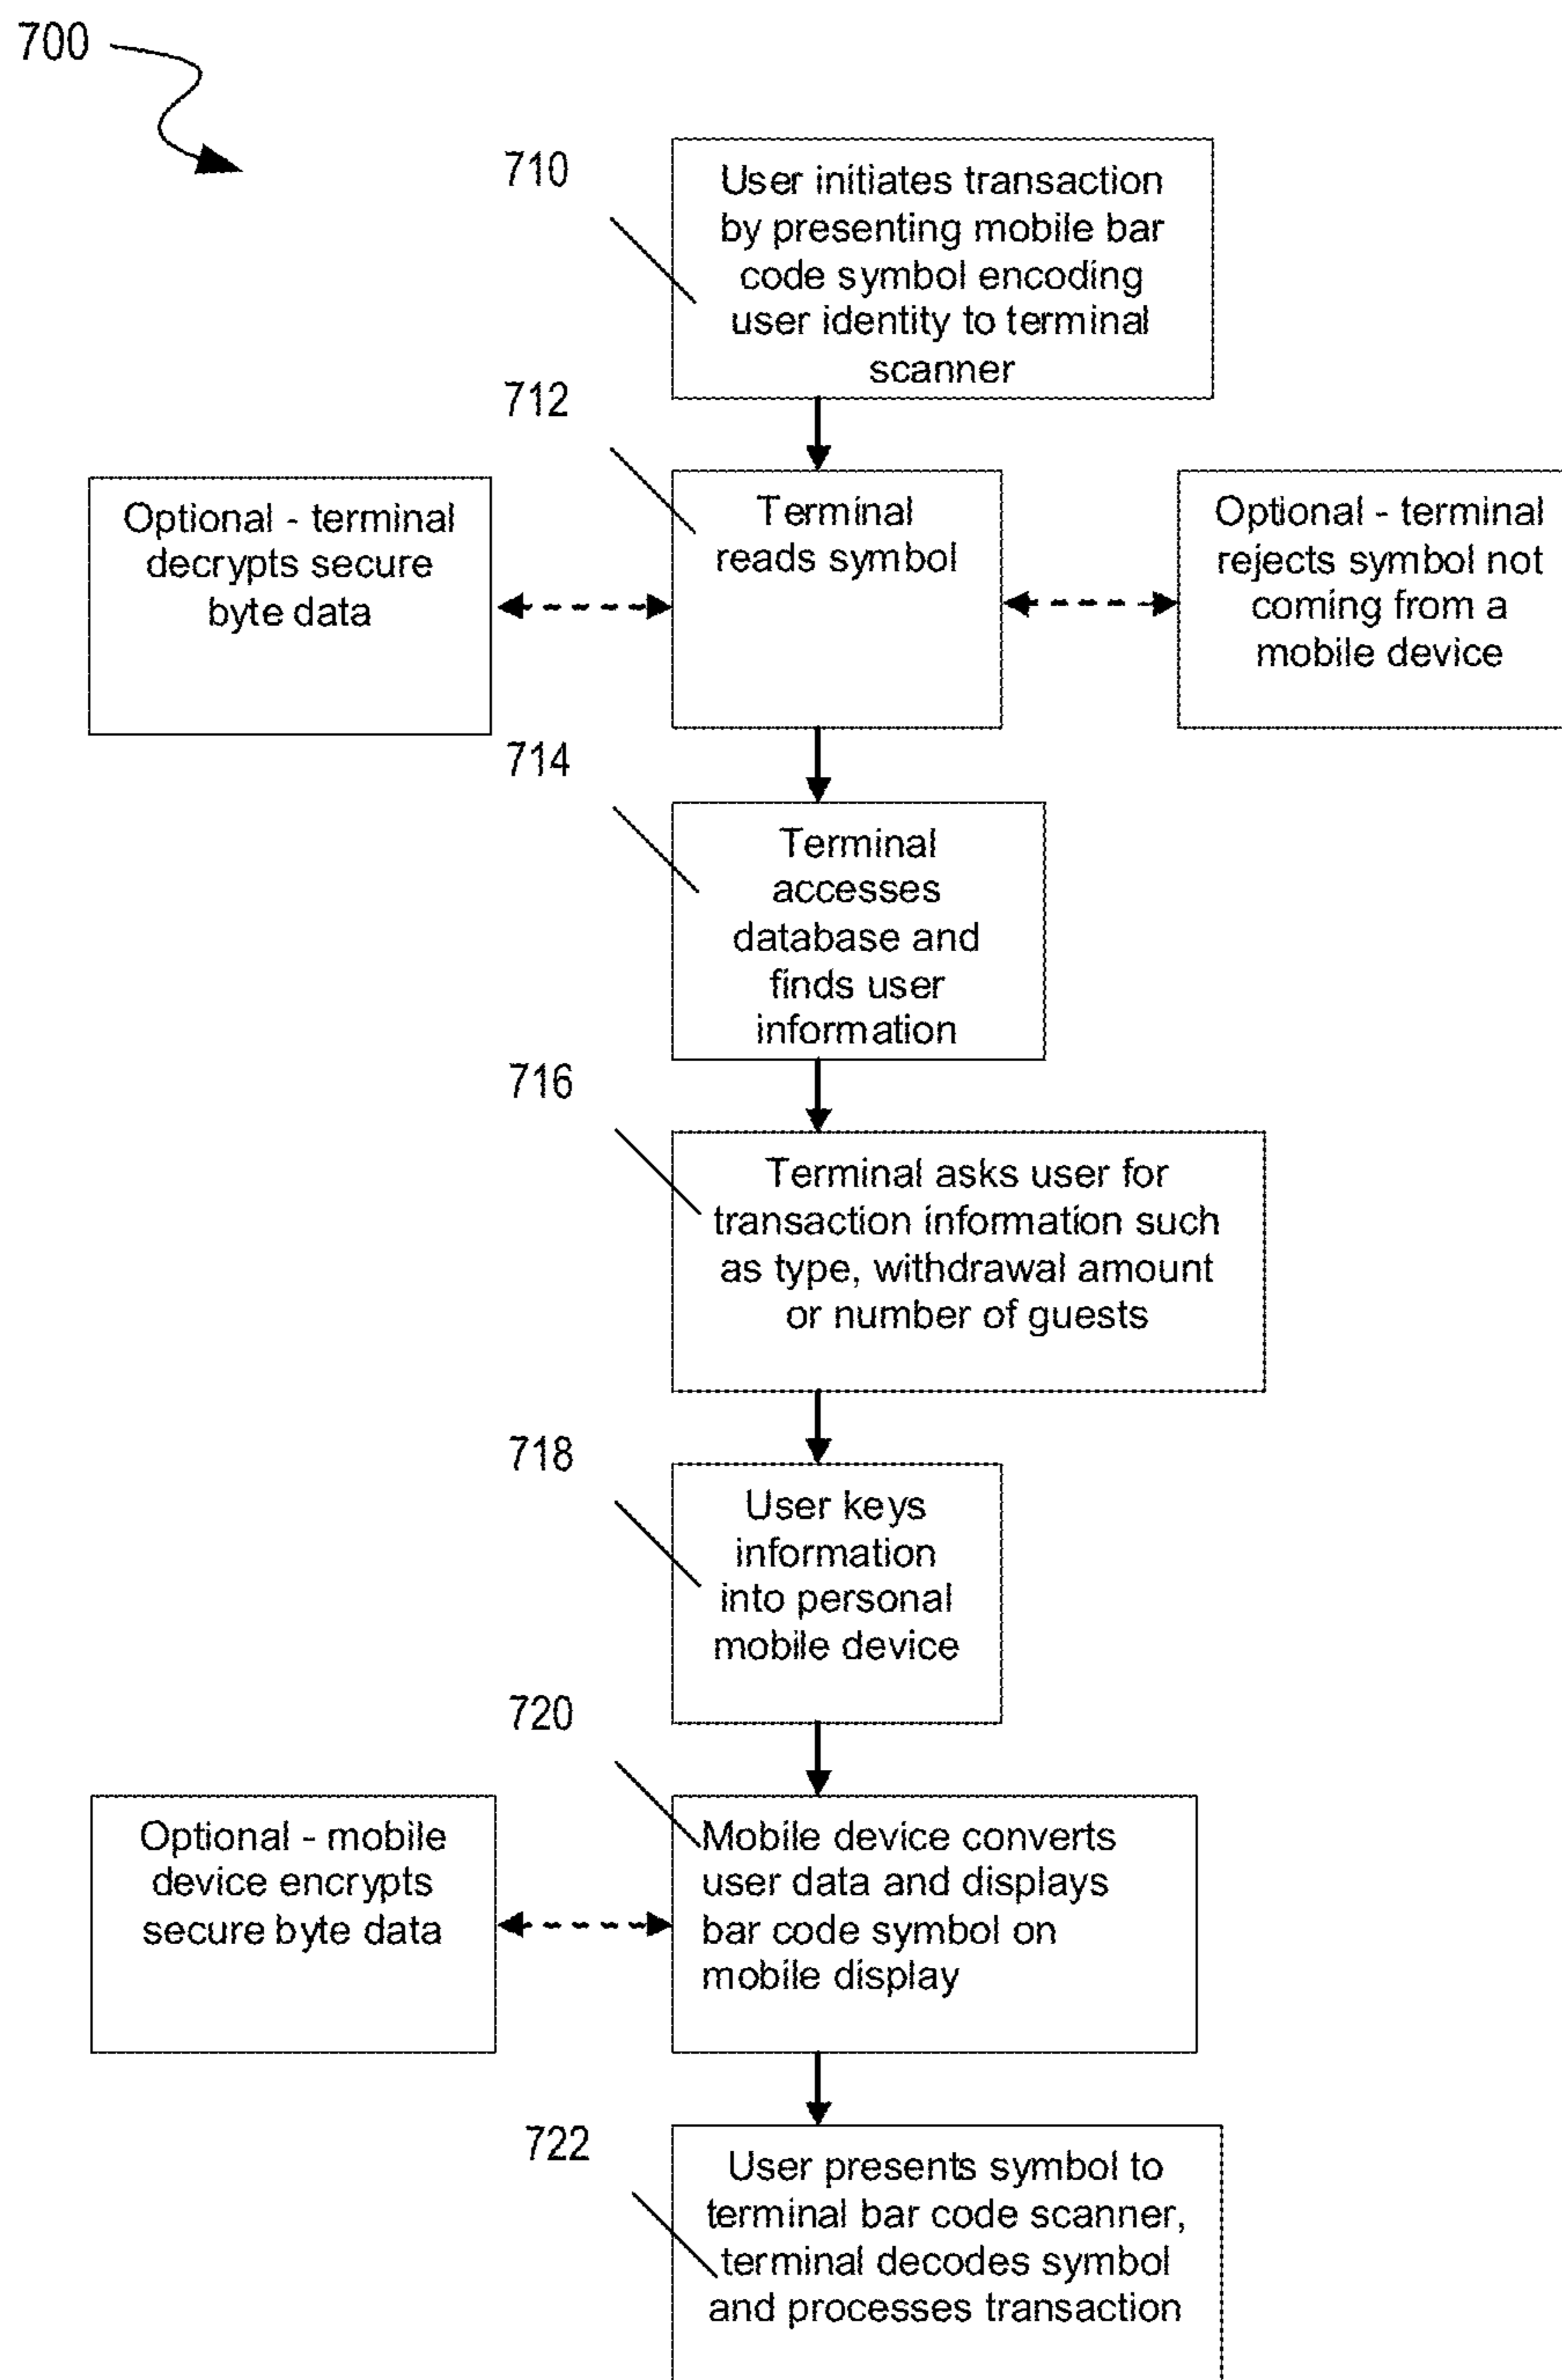 700
710
User initiates transaction
by presenting mobile bar
code symbol encoding
user identity to terminal
scanner
712
Optional - terminal
decrypts secure
byte data
Terminal
reads symbol
Optional - terminal
rejects symbol not
coming from a
mobile device
714
Terminal
accesses
database and
finds user
information
716
Terminal asks user for
transaction information such
as type, withdrawal amount
or number of guests
718
User keys
information
into personal
mobile device
720
Optional - mobile
device encrypts
secure byte data
Mobile device converts
user data and displays
bar code symbol on
mobile display
722
User presents symbol to
terminal bar code scanner,
terminal decodes symbol
and processes transaction